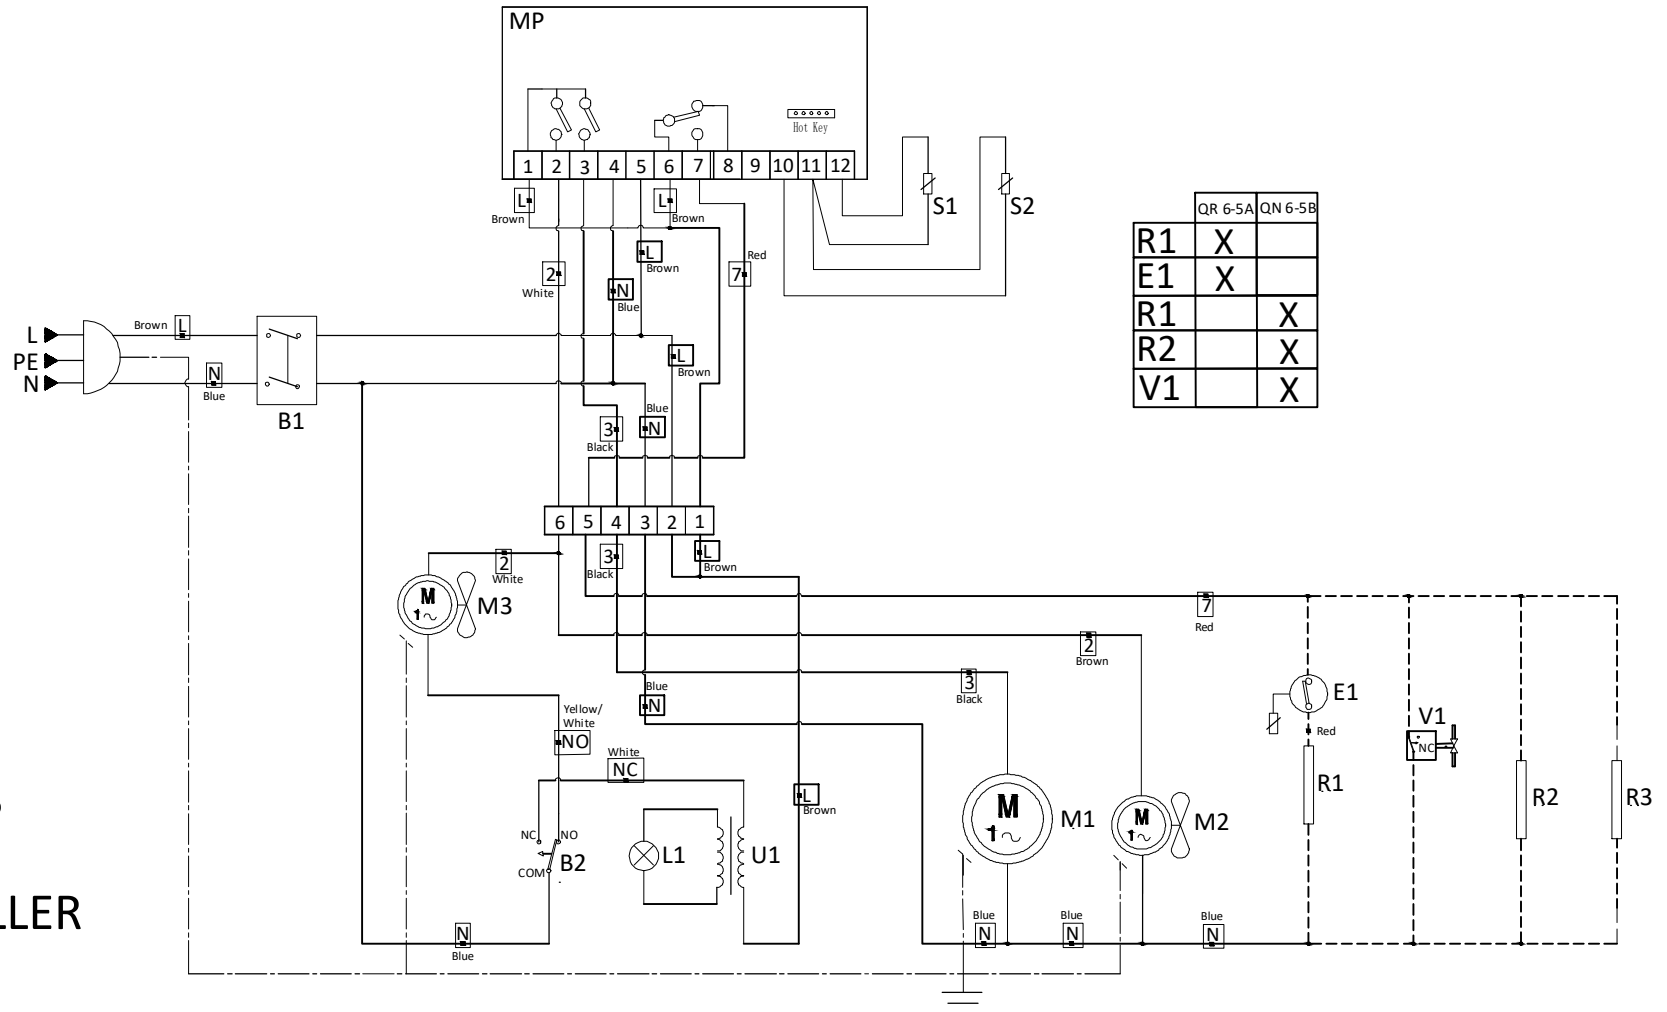 MP
Hot Key
1 2 3 4 5 6 7 8 9 10 11 12
L
Brown
L
Brown
S1
S2
QR 6-5A QN 6-5B
R1 X
E1 X
R1 X
R2 X
V1 X
2
White
L
Brown
N
Blue
7
Red
L
PE
N
Brown
L
N
Blue
B1
L
Brown
3
Black
Blue
N
6 5 4 3 2 1
2
White
3
Black
L
Brown
M
1~
M3
7
Red
2
Brown
3
Black
Blue
N
Yellow/
White
NO
White
NC
L
Brown
E1
Red
V1
NC
R1
R2
R3
M
1~
M1
M
1~
M2
NC
NO
COM
B2
L1
U1
LLER
N
Blue
Blue
N
Blue
N
Blue
N